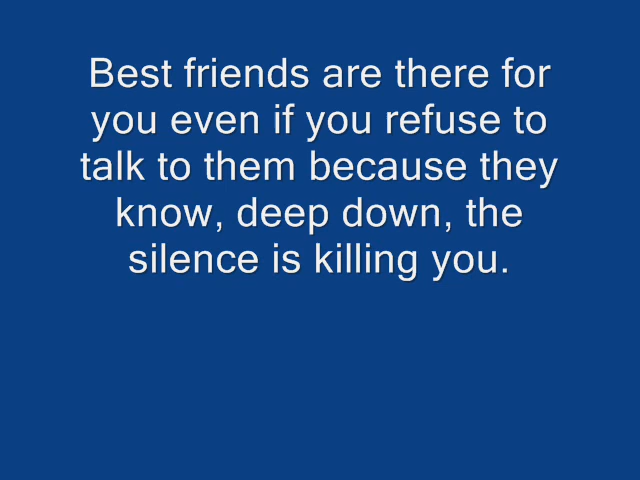 Best friends are there for
you even if you refuse to
talk to them because they
know, deep down, the
silence is killing you.